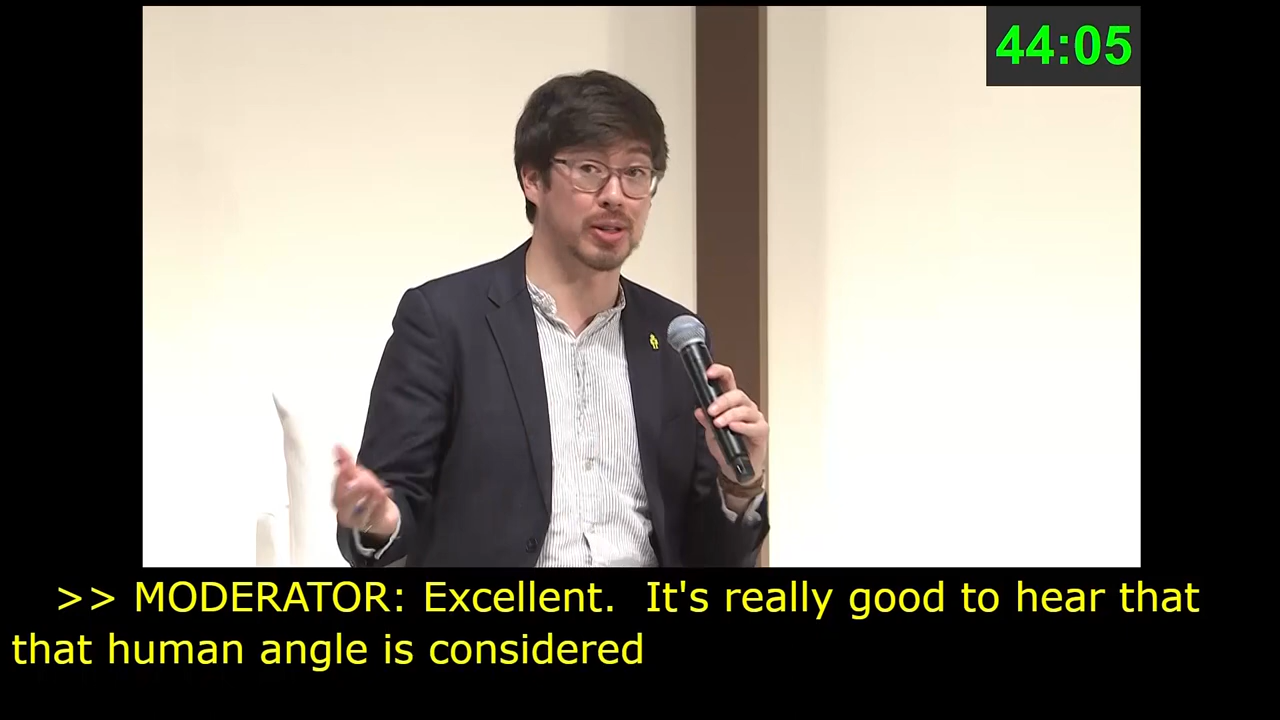 44:05
>> MODERATOR: Excellent.  It's really good to hear that
that human angle is considered